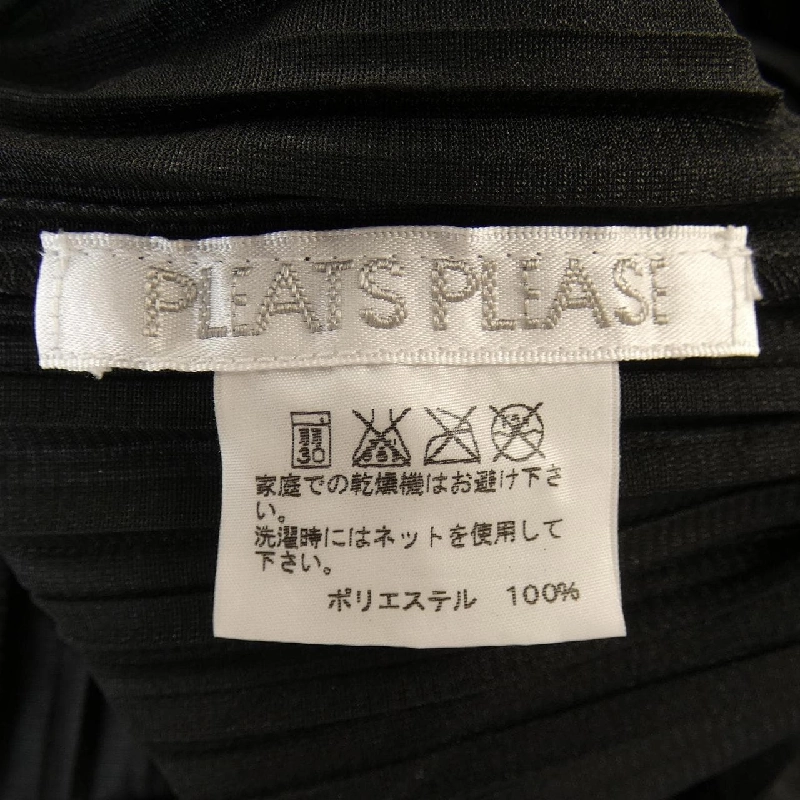 PLEATS PLEASE
30
家庭での乾燥機はお避け下さ
い。
洗濯時にはネットを使用して
下さい。
ポリエステル 100%